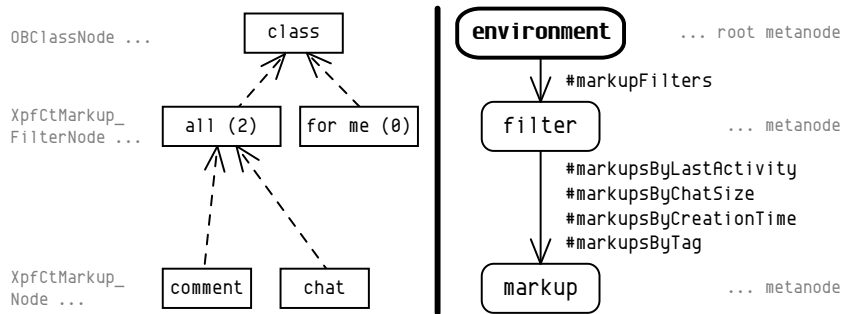 OBClassNode ...
class
environment
... root metanode
#markupFilters
XpfCtMarkup_
FilterNode ...
all (2)
for me (0)
filter
... metanode
#markupsByLastActivity
#markupsByChatSize
#markupsByCreationTime
#markupsByTag
XpfCtMarkup_
Node ...
comment
chat
markup
... metanode